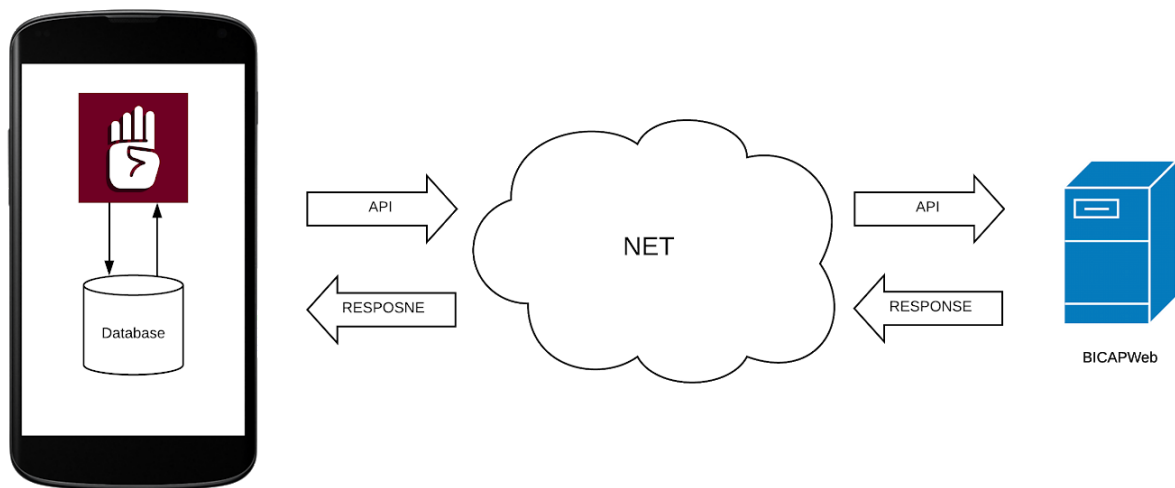 Database
API
RESPOSNE
NET
API
RESPONSE
BICAPWeb